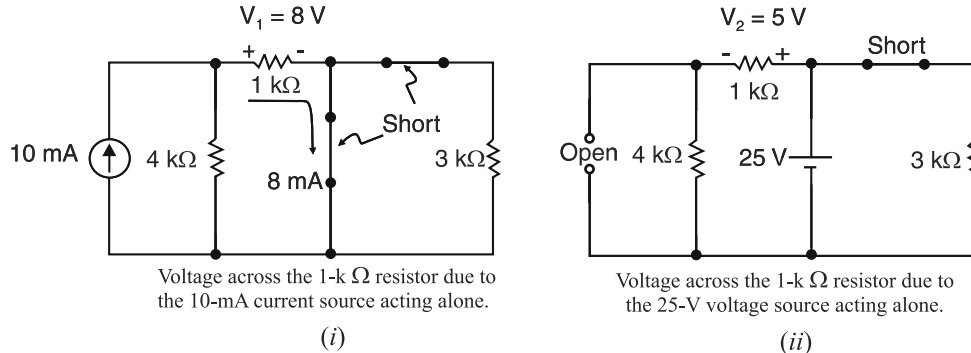 V₁ = 8 V
+ -
1 kΩ
Short
10 mA
4 kΩ
8 mA
3 kΩ
Voltage across the 1-k Ω resistor due to
the 10-mA current source acting alone.
(i)
V₂ = 5 V
- +
Short
1 kΩ
Open
4 kΩ
25 V
3 kΩ
Voltage across the 1-k Ω resistor due to
the 25-V voltage source acting alone.
(ii)